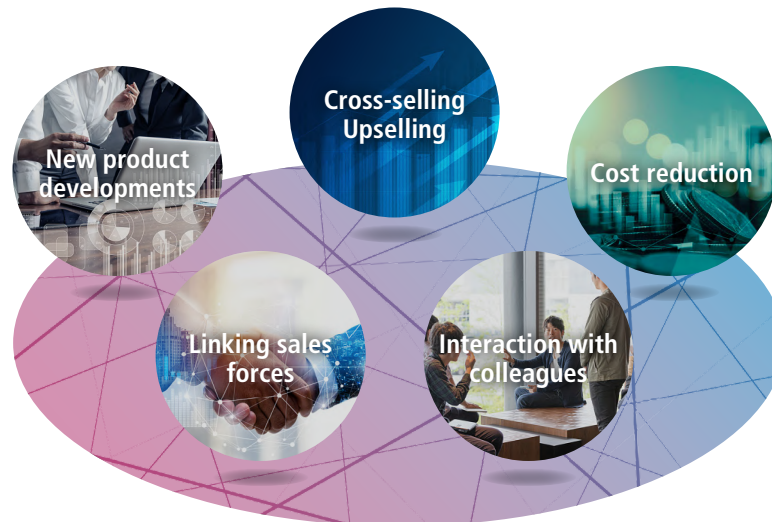 Cross-selling
Upselling
New product
developments
Cost reduction
Linking sales
forces
Interaction with
colleagues